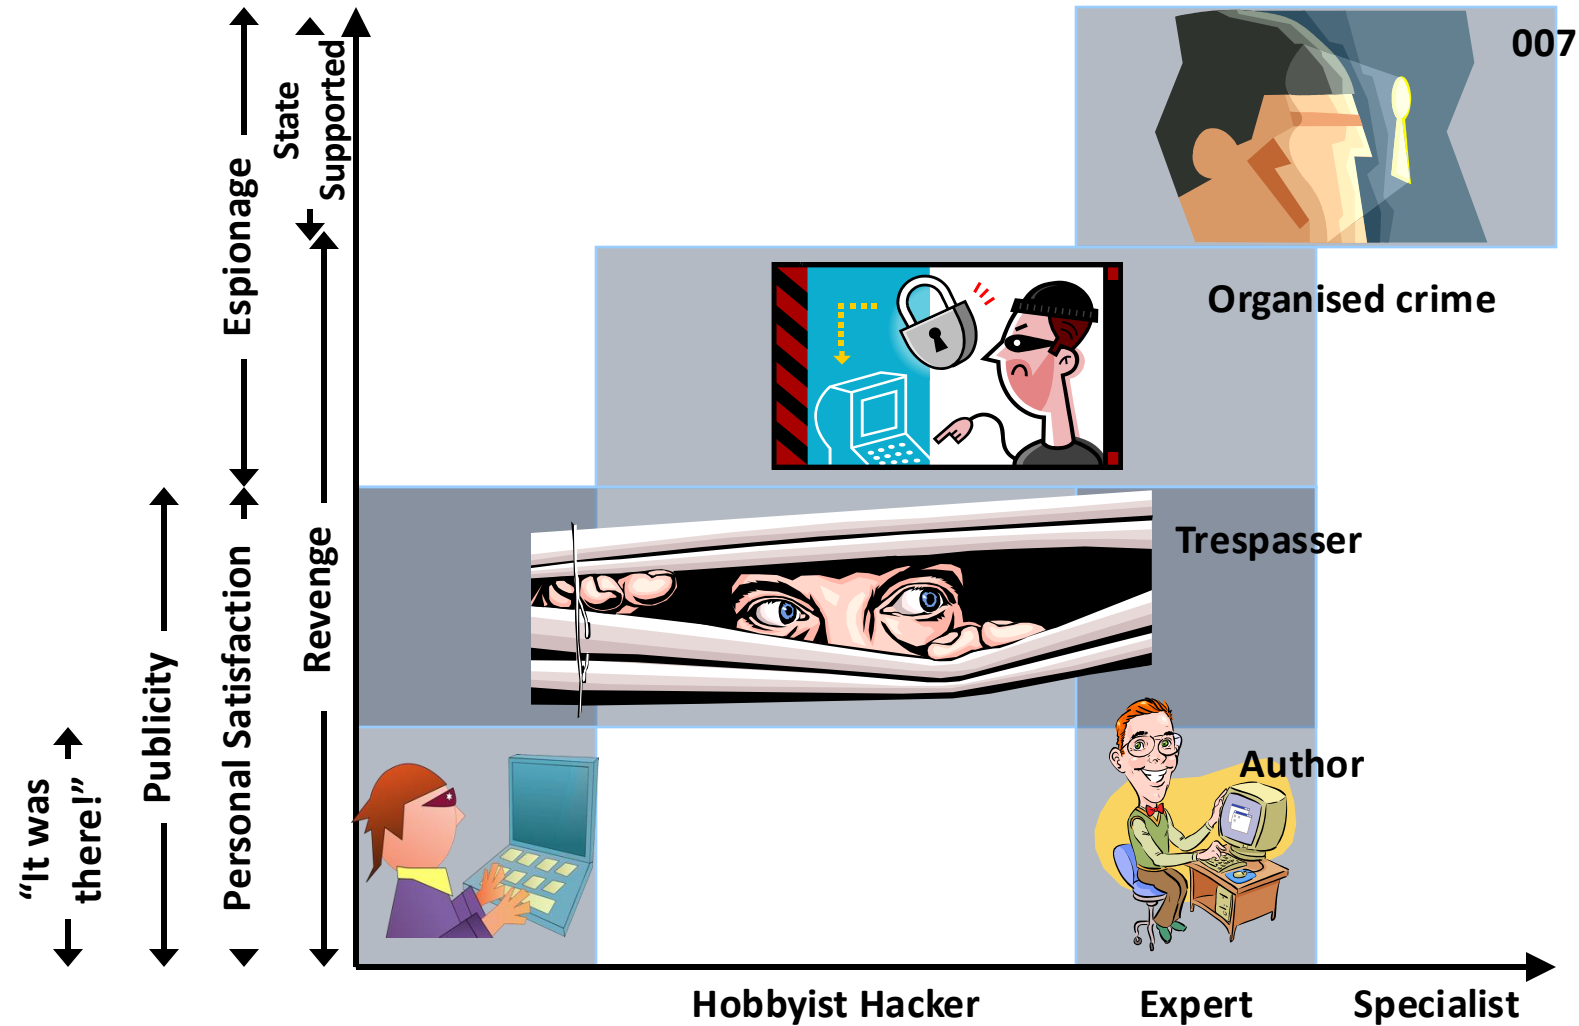 007
State
Supported
Espionage
Organised crime
Trespasser
Revenge
Personal Satisfaction
Publicity
“It was
there!”
Author
Hobbyist Hacker
Expert
Specialist